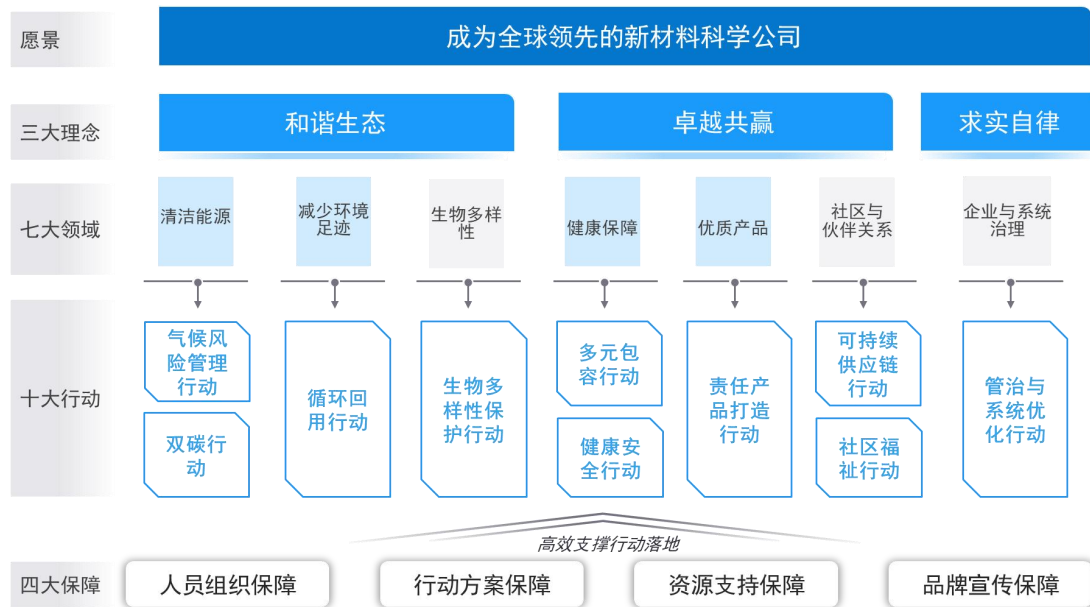 愿景
成为全球领先的新材料科学公司
三大理念
和谐生态
卓越共赢
求实自律
七大领域
清洁能源
减少环境
足迹
生物多样
性
健康保障
优质产品
社区与
伙伴关系
企业与系统
治理
十大行动
气候风
险管理
行动
双碳行
动
循环回
用行动
生物多
样性保
护行动
多元包
容行动
健康安
全行动
责任产
品打造
行动
可持续
供应链
行动
社区福
祉行动
管治与
系统优
化行动
高效支撑行动落地
四大保障
人员组织保障
行动方案保障
资源支持保障
品牌宣传保障